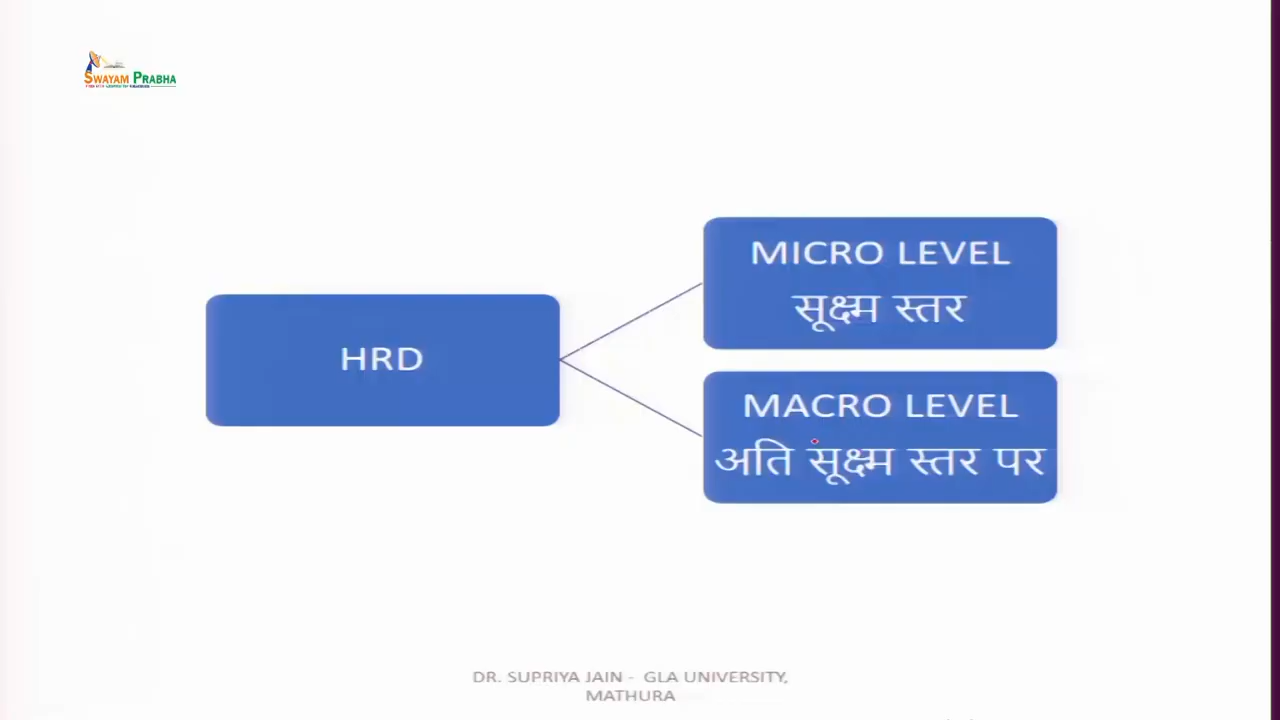 SWAYAM PRABHA
HRD
MICRO LEVEL
सूक्ष्म स्तर
MACRO LEVEL
अति सूक्ष्म स्तर पर
DR. SUPRIYA JAIN - GLA UNIVERSITY,
MATHURA